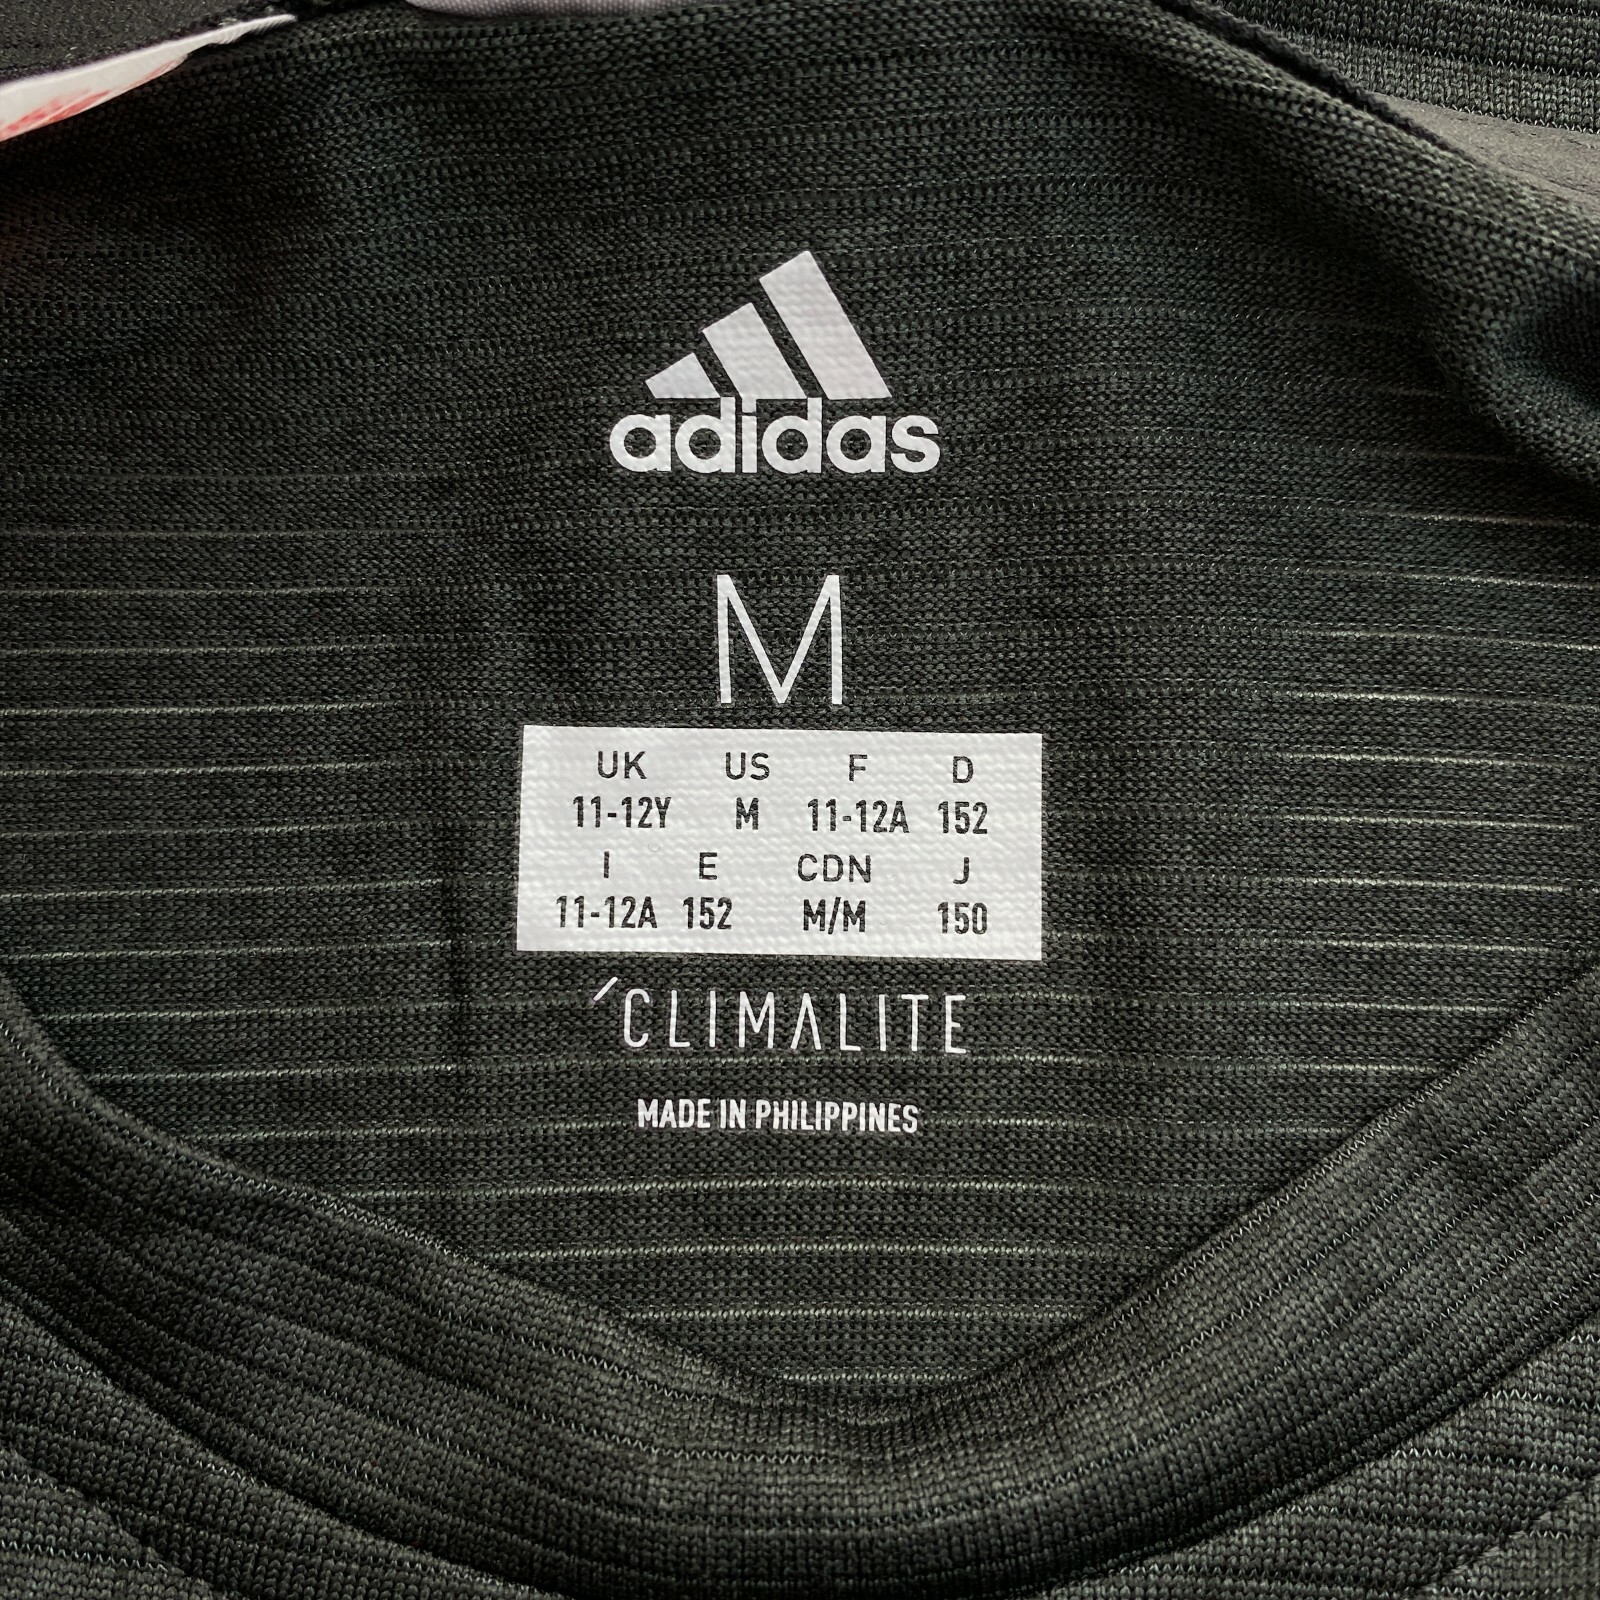 adidas
M
UK US F D
11-12Y M 11-12A 152
I E CDN J
11-12A 152 M/M 150
CLIMALITE
MADE IN PHILIPPINES